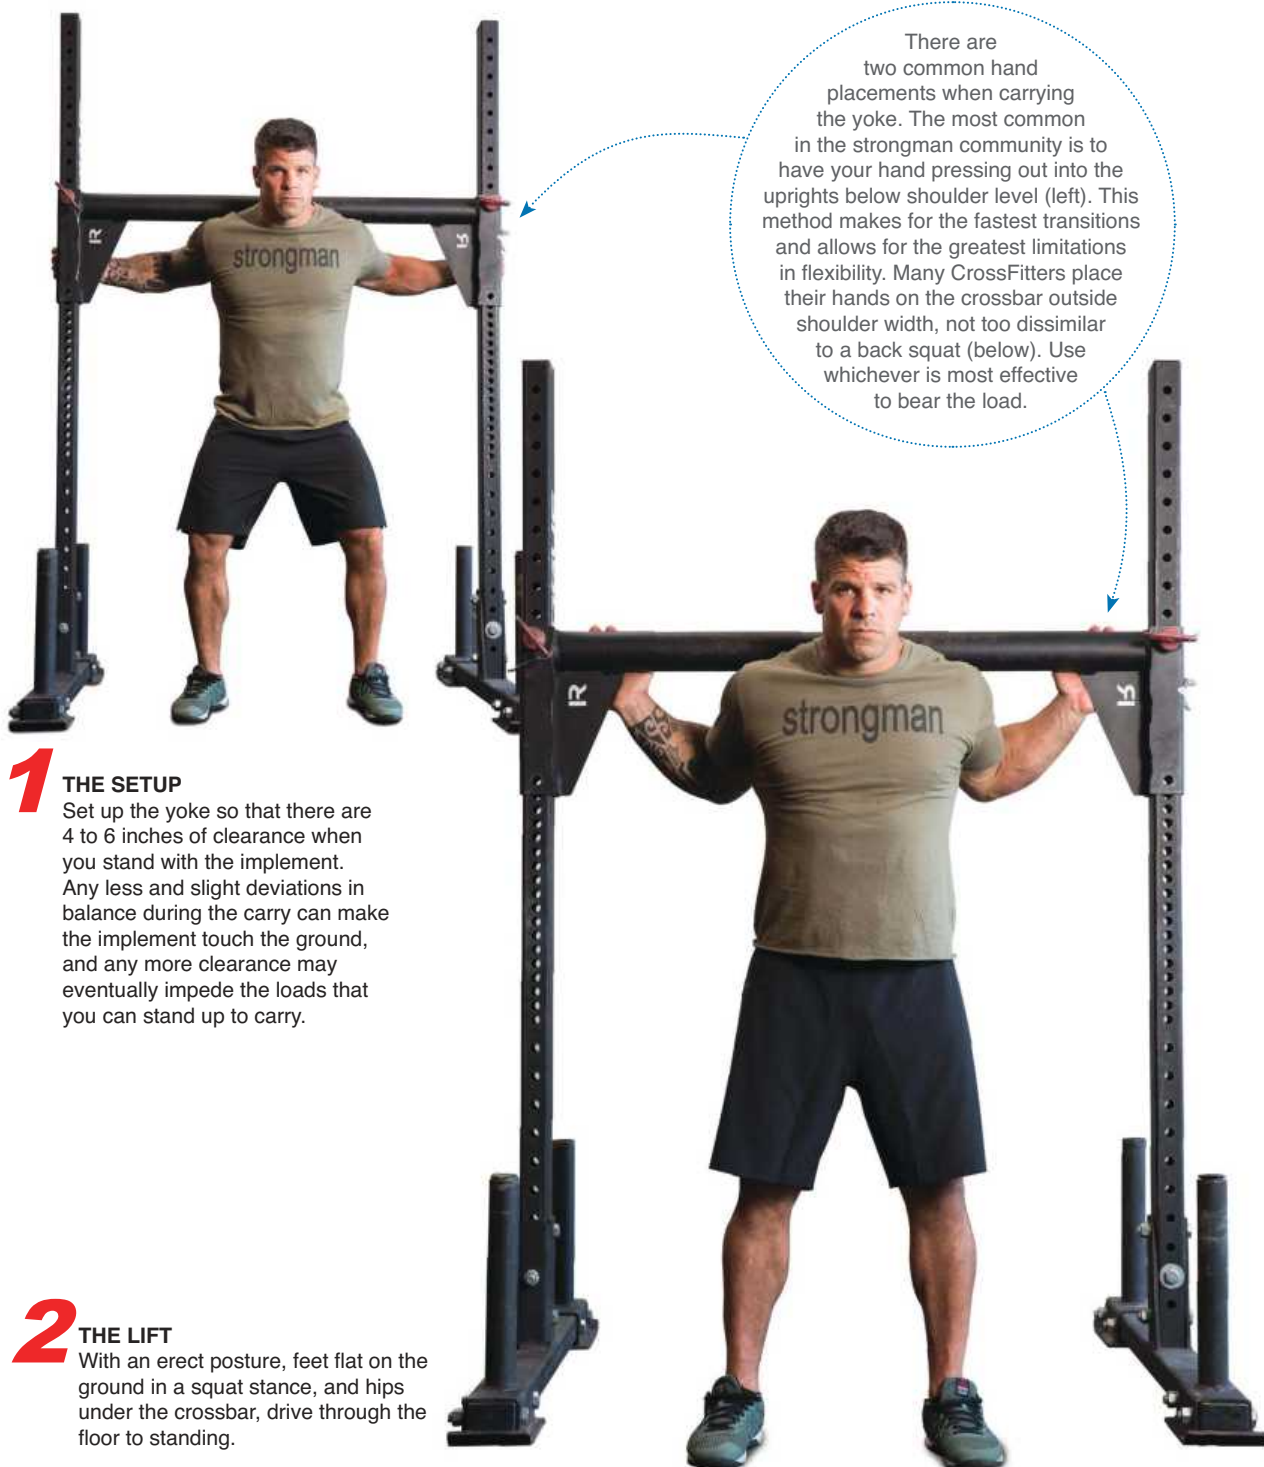 There are
two common hand
placements when carrying
the yoke. The most common
in the strongman community is to
have your hand pressing out into the
uprights below shoulder level (left). This
method makes for the fastest transitions
and allows for the greatest limitations
in flexibility. Many CrossFitters place
their hands on the crossbar outside
shoulder width, not too dissimilar
to a back squat (below). Use
whichever is most effective
to bear the load.
strongman
strongman
1 THE SETUP
Set up the yoke so that there are
4 to 6 inches of clearance when
you stand with the implement.
Any less and slight deviations in
balance during the carry can make
the implement touch the ground,
and any more clearance may
eventually impede the loads that
you can stand up to carry.
2 THE LIFT
With an erect posture, feet flat on the
ground in a squat stance, and hips
under the crossbar, drive through the
floor to standing.